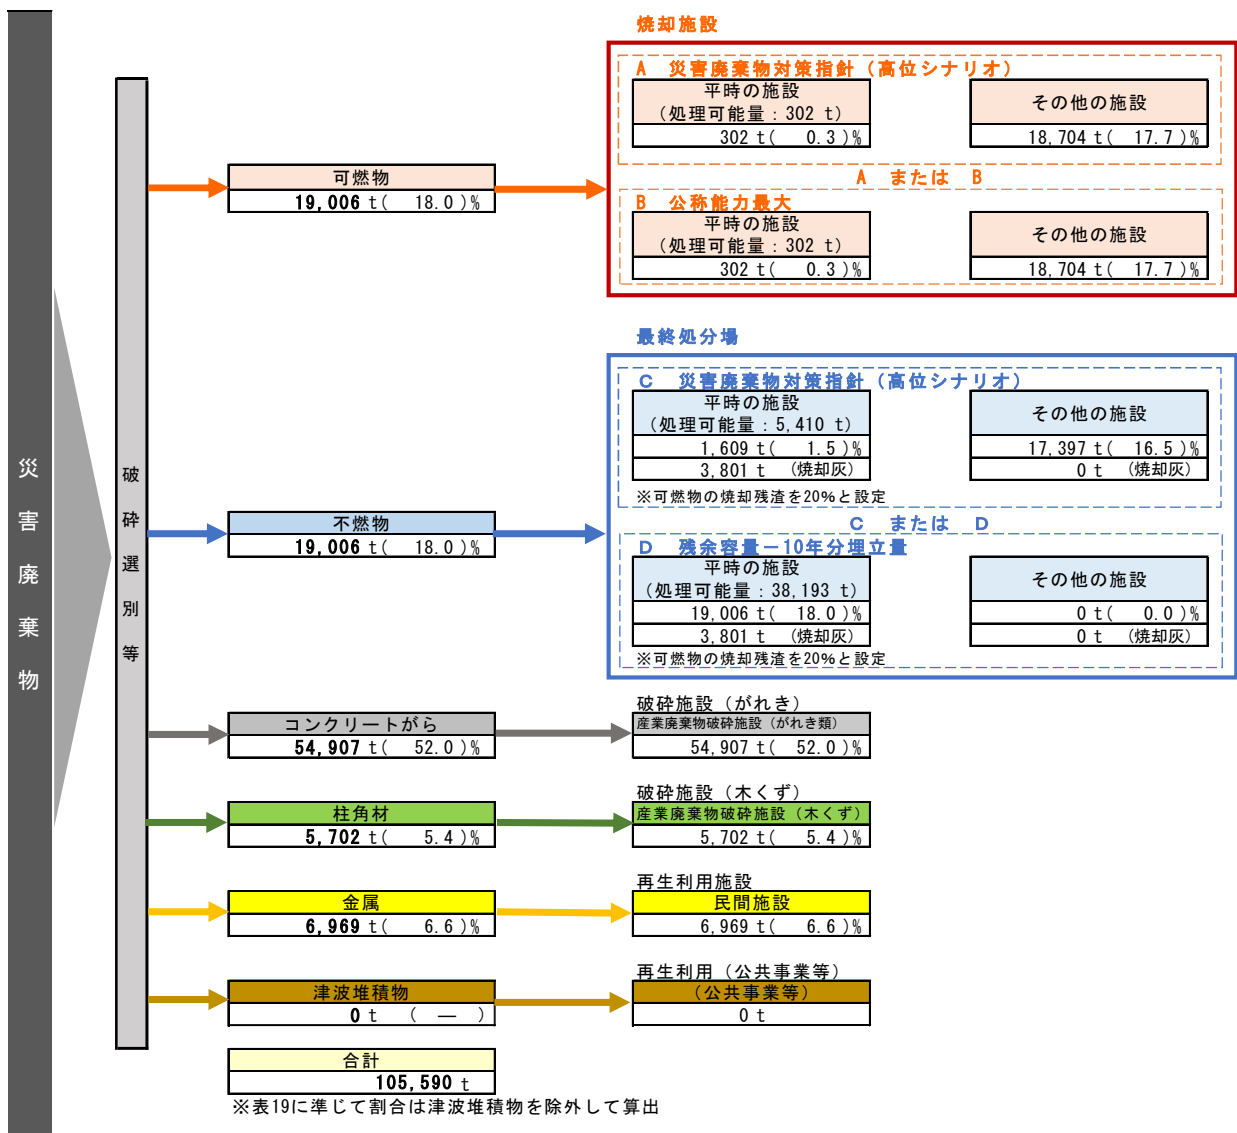 災害廃棄物
破砕選別等
焼却施設
A 災害廃棄物対策指針（高位シナリオ）
平時の施設
（処理可能量：302 t）
302 t( 0.3 )%
その他の施設
18,704 t( 17.7 )%
可燃物
19,006 t( 18.0 )%
A または B
B 公称能力最大
平時の施設
（処理可能量：302 t）
302 t( 0.3 )%
その他の施設
18,704 t( 17.7 )%
最終処分場
C 災害廃棄物対策指針（高位シナリオ）
平時の施設
（処理可能量：5,410 t）
1,609 t( 1.5 )%
3,801 t （焼却灰）
その他の施設
17,397 t( 16.5 )%
0 t （焼却灰）
※可燃物の焼却残渣を20%と設定
不燃物
19,006 t( 18.0 )%
C または D
D 残余容量－10年分埋立量
平時の施設
（処理可能量：38,193 t）
19,006 t( 18.0 )%
3,801 t （焼却灰）
その他の施設
0 t( 0.0 )%
0 t （焼却灰）
※可燃物の焼却残渣を20%と設定
コンクリートがら
54,907 t( 52.0 )%
破砕施設（がれき）
産業廃棄物破砕施設（がれき類）
54,907 t( 52.0 )%
柱角材
5,702 t( 5.4 )%
破砕施設（木くず）
産業廃棄物破砕施設（木くず）
5,702 t( 5.4 )%
金属
6,969 t( 6.6 )%
再生利用施設
民間施設
6,969 t( 6.6 )%
津波堆積物
0 t ( ― )
再生利用（公共事業等）
（公共事業等）
0 t
合計
105,590 t
※表19に準じて割合は津波堆積物を除外して算出